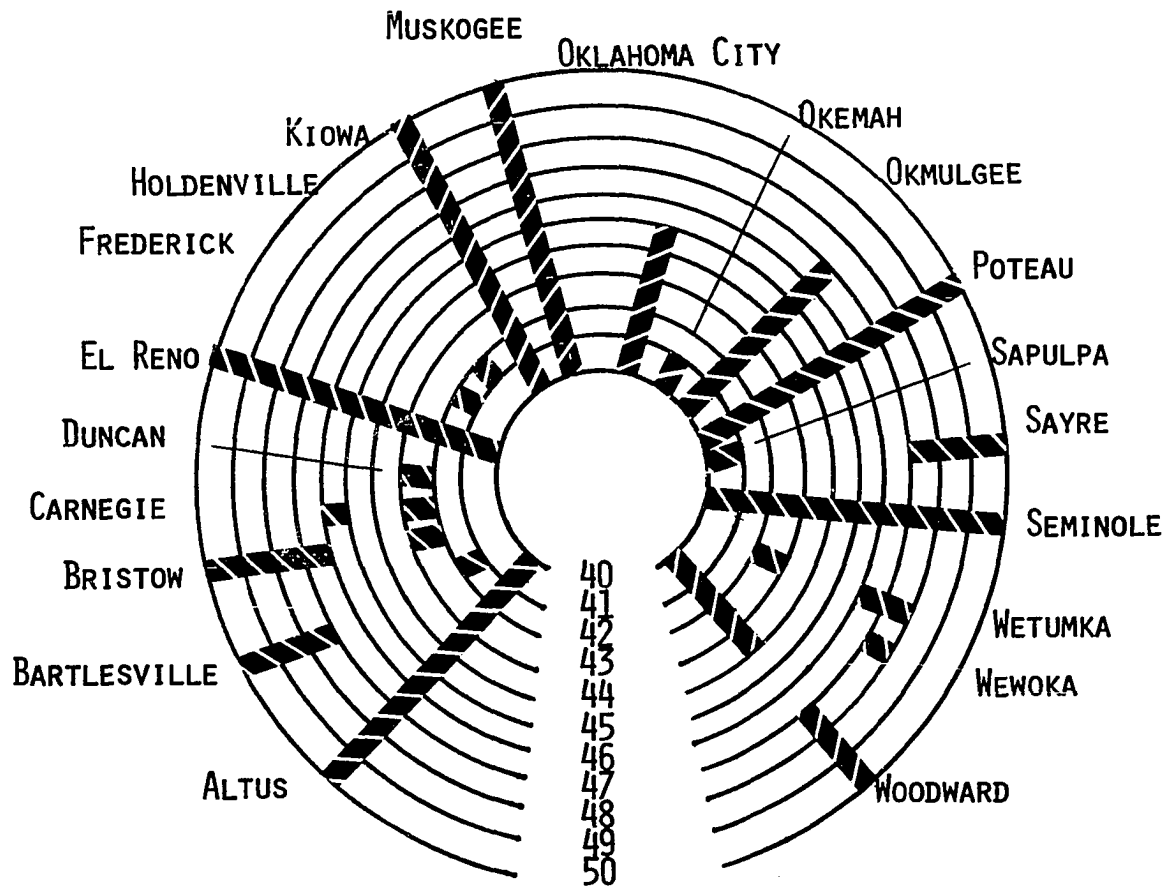 MUSKOGEE
OKLAHOMA CITY
KIOWA
OKEMAH
HOLDENVILLE
OKMULGEE
FREDERICK
POTEAU
EL RENO
SAPULPA
DUNCAN
SAYRE
CARNEGIE
SEMINOLE
BRISTOW
WETUMKA
BARTLESVILLE
WEWOKA
ALTUS
WOODWARD
40
41
42
43
44
45
46
47
48
49
50